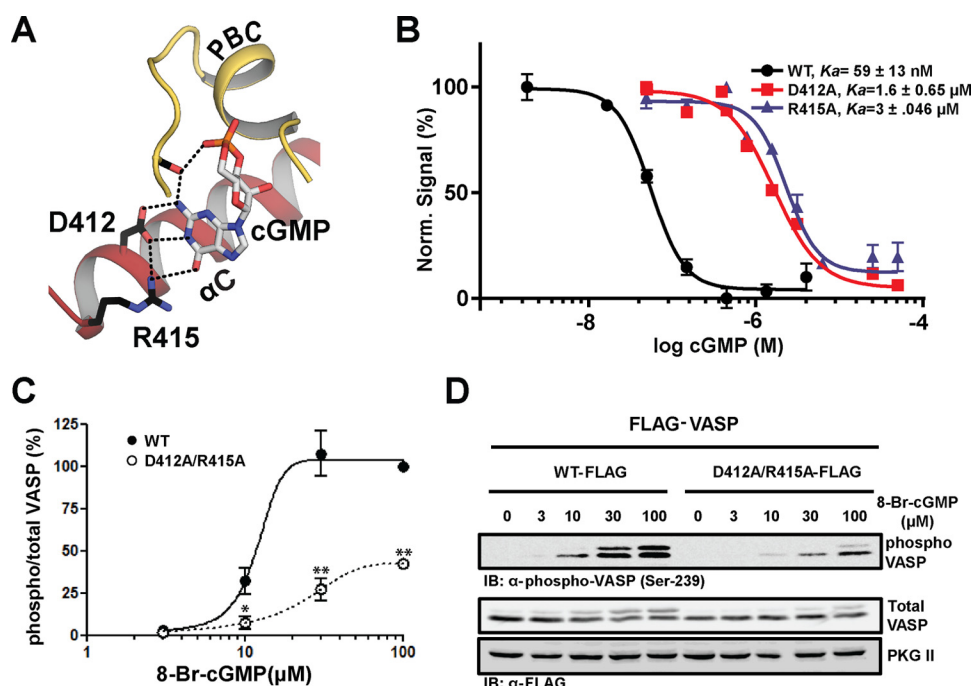 A
PBC
D412
cGMP
αC
R415
B
WT, Ka= 59 ± 13 nM
D412A, Ka=1.6 ± 0.65 µM
R415A, Ka=3 ± .046 µM
Norm. Signal (%)
100
50
0
-8
-6
-4
log cGMP (M)
C
phospho/total VASP (%)
125
100
75
50
25
0
WT
D412A/R415A
*
**
**
1
10
100
8-Br-cGMP(µM)
D
FLAG-VASP
WT-FLAG
D412A/R415A-FLAG
8-Br-cGMP
(µM)
0 3 10 30 100 0 3 10 30 100
phospho
VASP
IB: α-phospho-VASP (Ser-239)
Total
VASP
PKG II
IB: α-FLAG